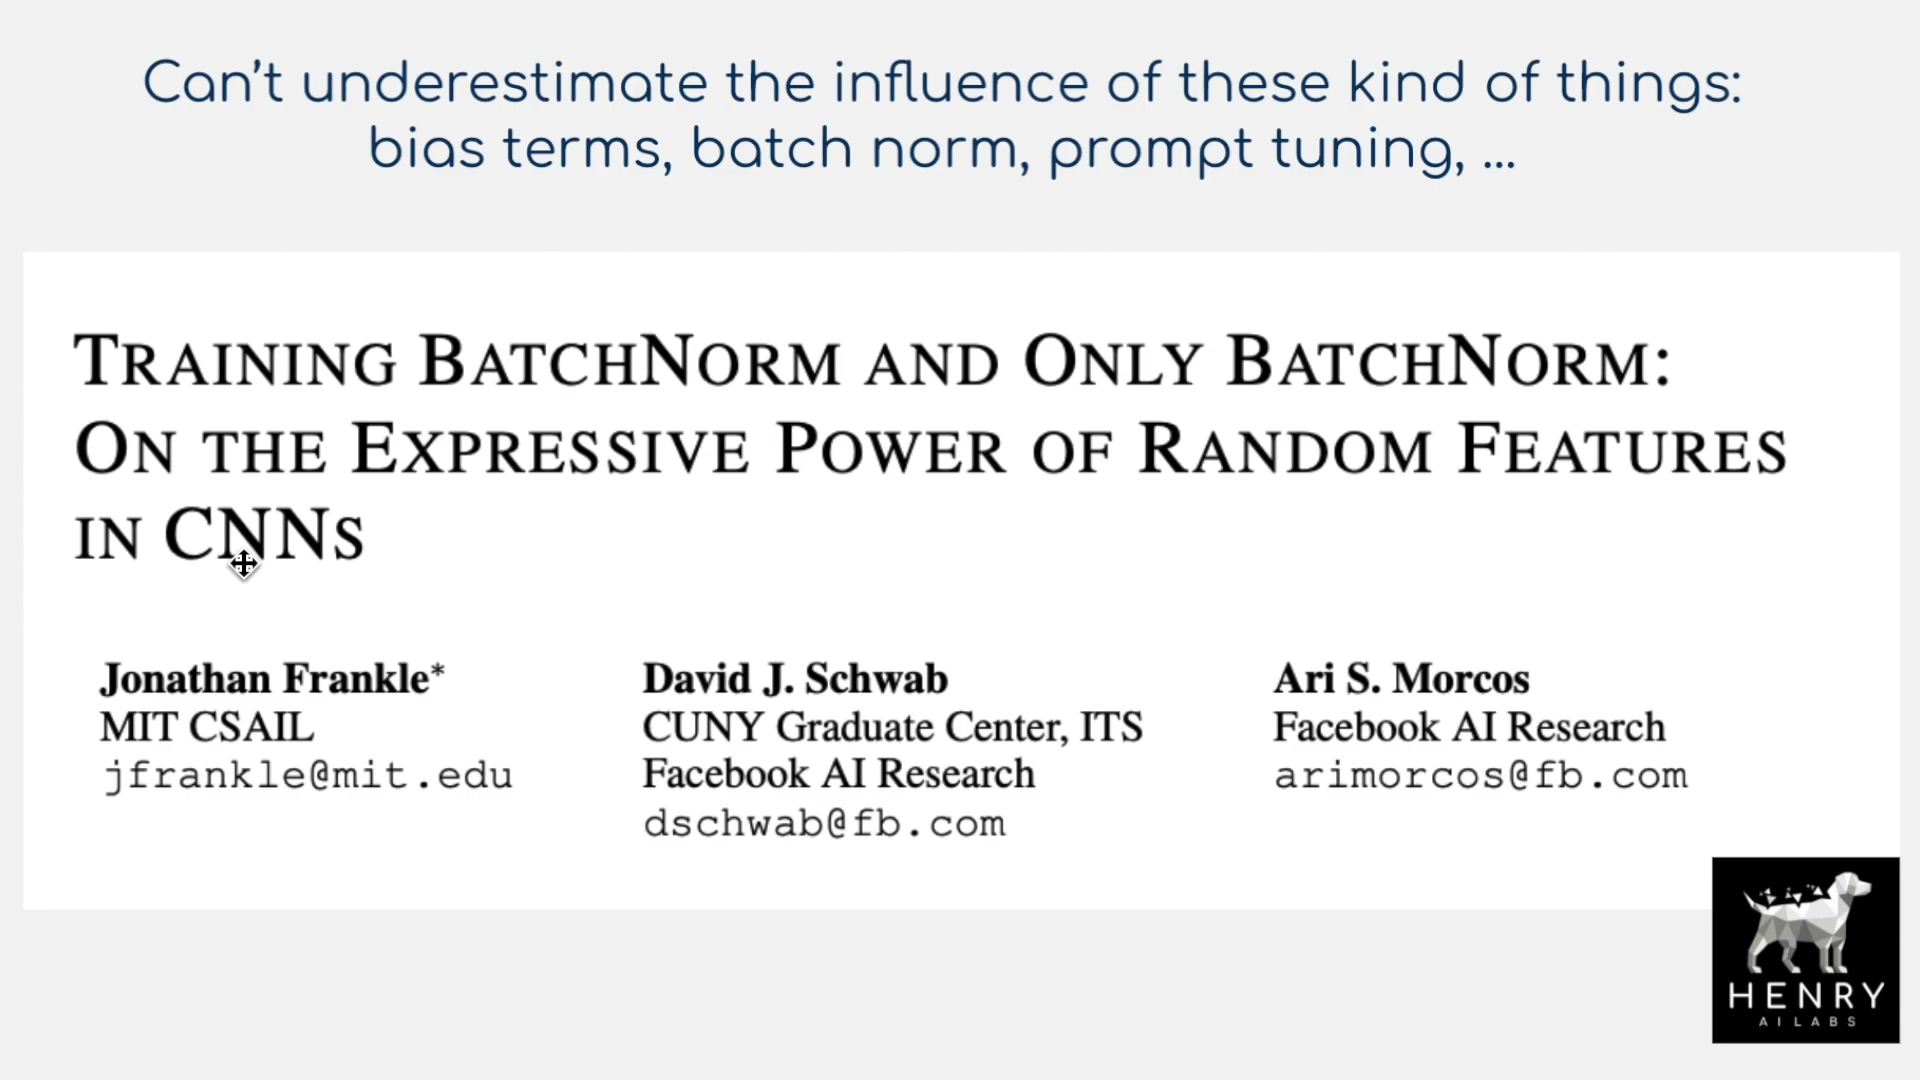 Can't underestimate the influence of these kind of things:
bias terms, batch norm, prompt tuning, ...
TRAINING BATCHNORM AND ONLY BATCHNORM:
ON THE EXPRESSIVE POWER OF RANDOM FEATURES
IN CNNS
Jonathan Frankle*
MIT CSAIL
jfrankle@mit.edu
David J. Schwab
CUNY Graduate Center, ITS
Facebook AI Research
dschwab@fb.com
Ari S. Morcos
Facebook AI Research
arimorcos@fb.com
HENRY
AI LABS